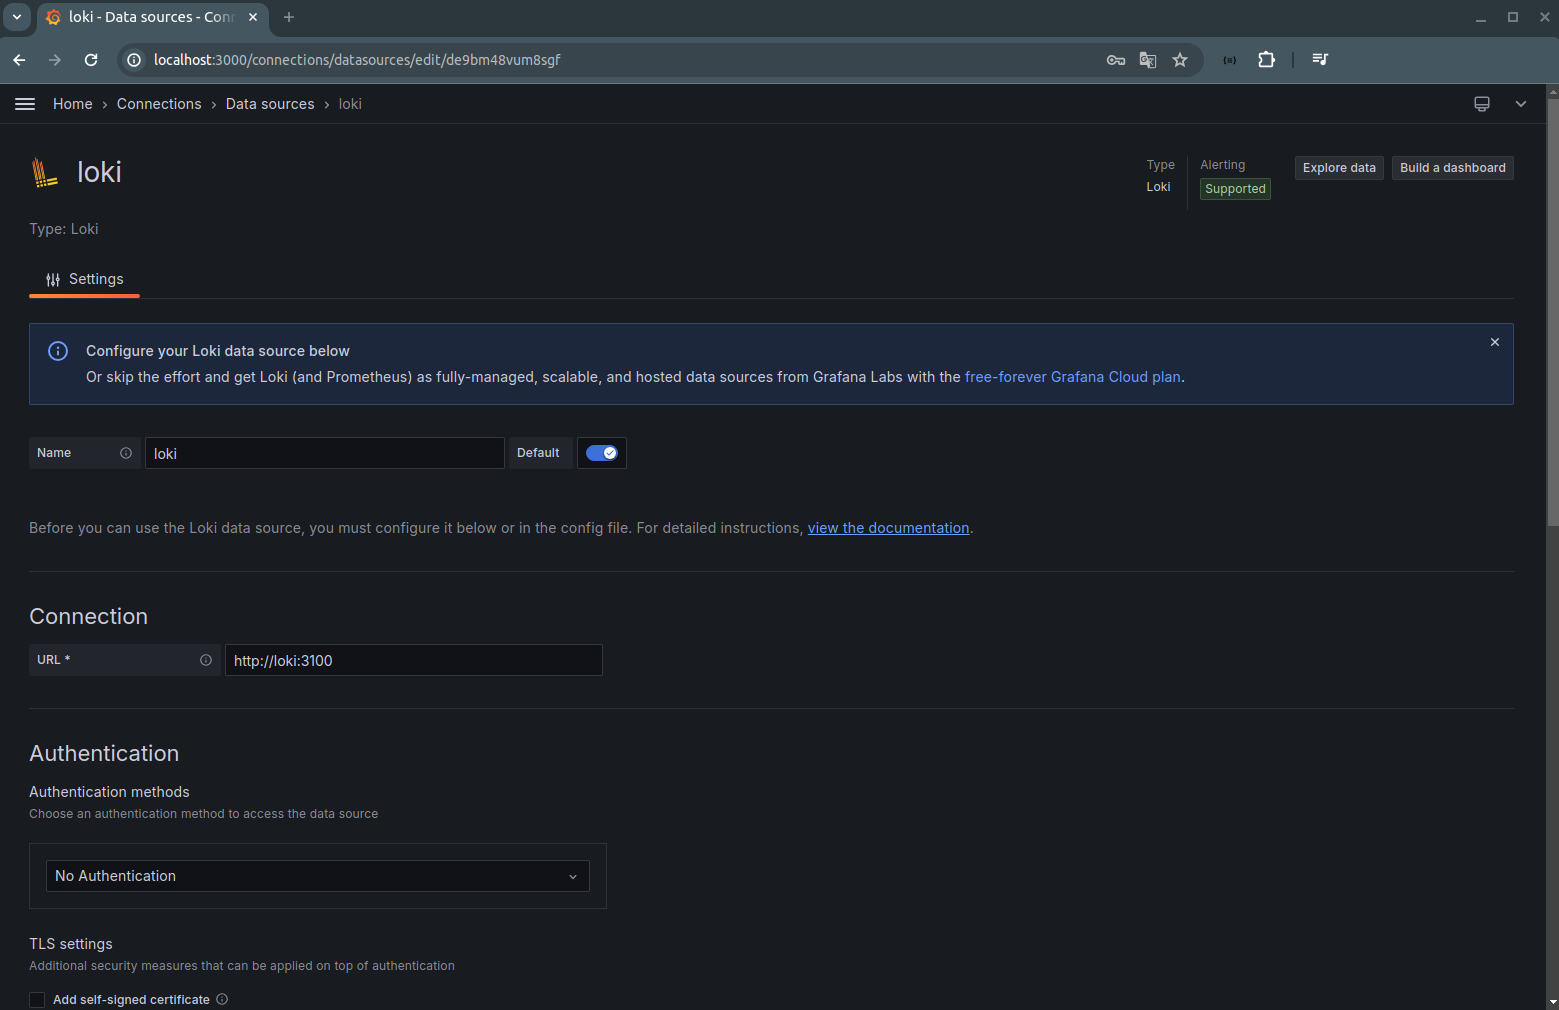 loki - Data sources - Con
localhost:3000/connections/datasources/edit/de9bm48vum8sgf
Home › Connections › Data sources › loki
loki
Type
Loki
Alerting
Supported
Explore data
Build a dashboard
Type: Loki
Settings
Configure your Loki data source below
Or skip the effort and get Loki (and Prometheus) as fully-managed, scalable, and hosted data sources from Grafana Labs with the free-forever Grafana Cloud plan.
Name
loki
Default
Before you can use the Loki data source, you must configure it below or in the config file. For detailed instructions, view the documentation.
Connection
URL *
http://loki:3100
Authentication
Authentication methods
Choose an authentication method to access the data source
No Authentication
TLS settings
Additional security measures that can be applied on top of authentication
Add self-signed certificate